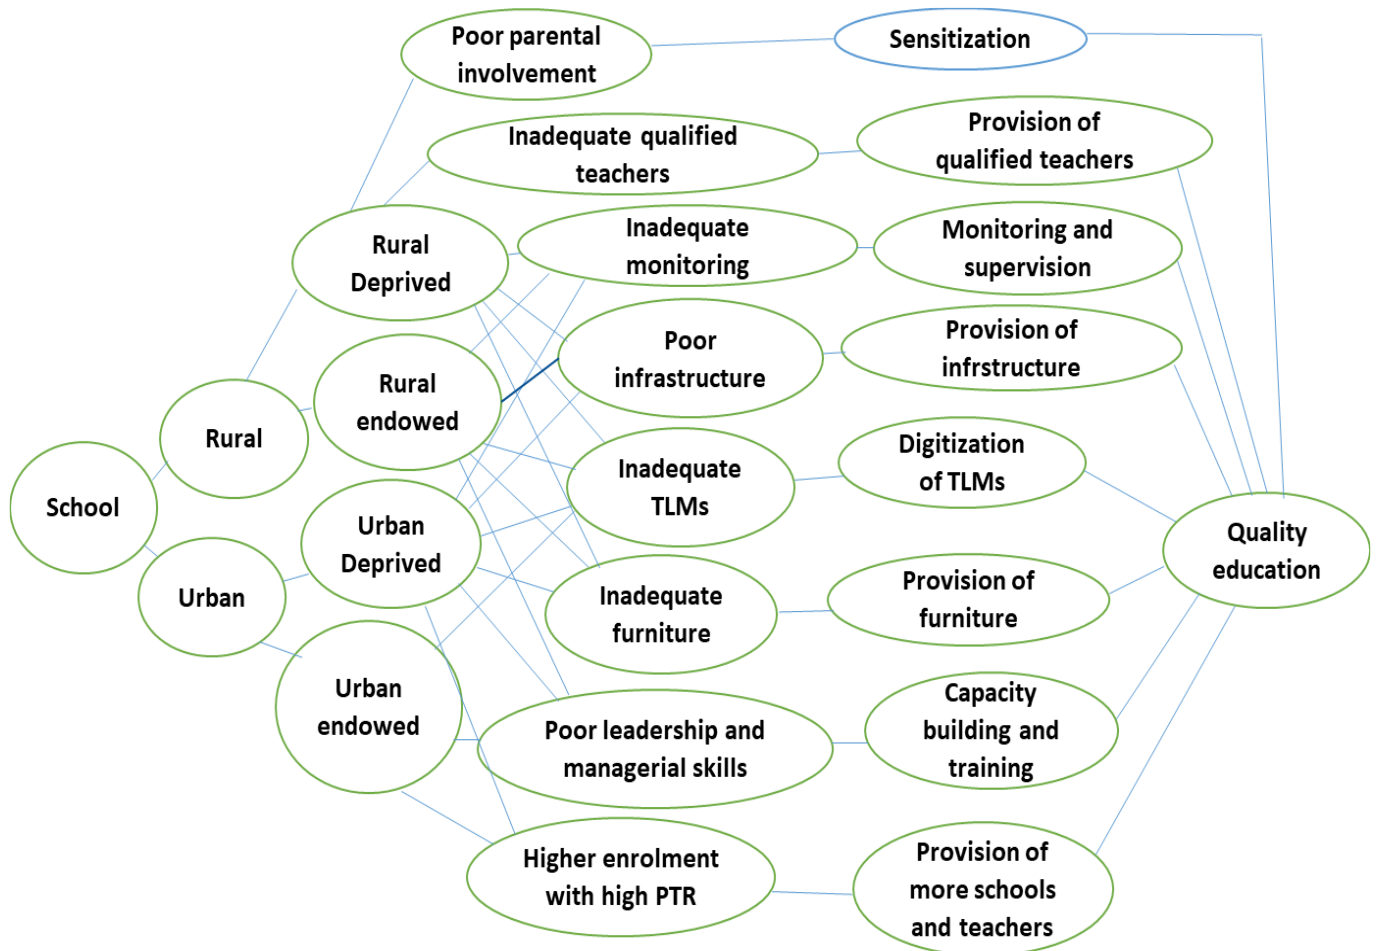 Poor parental
involvement
Sensitization
Inadequate qualified
teachers
Provision of
qualified teachers
Rural
Deprived
Inadequate
monitoring
Monitoring and
supervision
Rural
endowed
Poor
infrastructure
Provision of
infrstructure
Rural
School
Urban
Urban
Deprived
Inadequate
TLMs
Digitization
of TLMs
Quality
education
Inadequate
furniture
Provision of
furniture
Urban
endowed
Poor leadership and
managerial skills
Capacity
building and
training
Higher enrolment
with high PTR
Provision of
more schools
and teachers